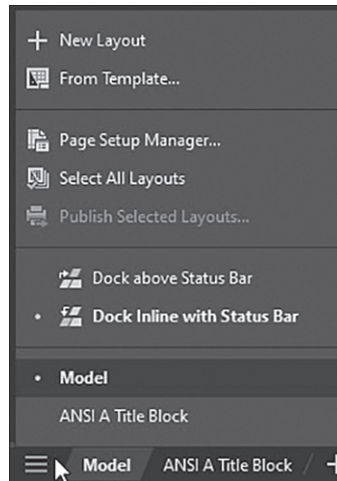 New Layout
From Template...
Page Setup Manager...
Select All Layouts
Publish Selected Layouts...
Dock above Status Bar
Dock Inline with Status Bar
Model
ANSI A Title Block
Model ANSI A Title Block